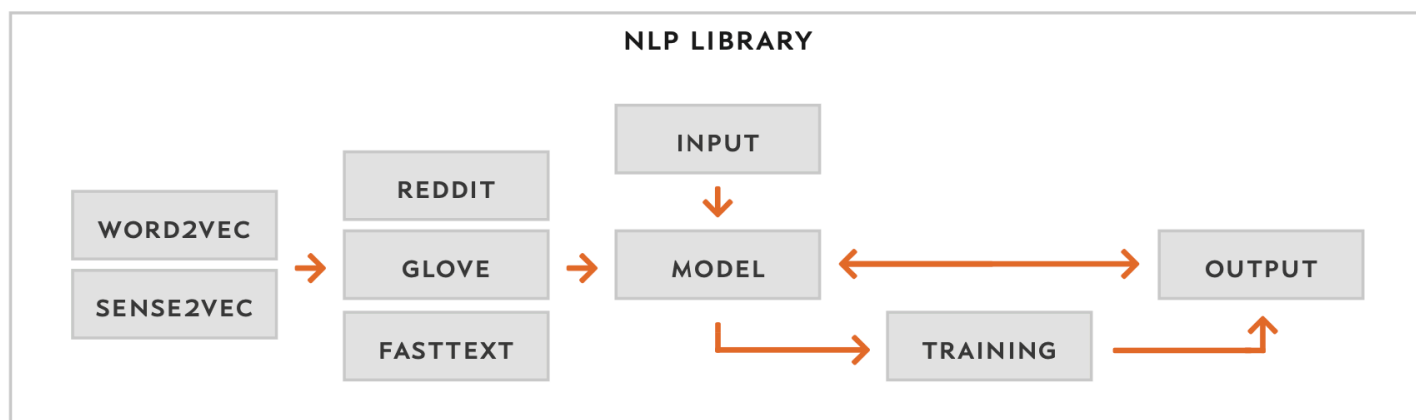 NLP LIBRARY
WORD2VEC
SENSE2VEC
REDDIT
GLOVE
FASTTEXT
INPUT
MODEL
TRAINING
OUTPUT